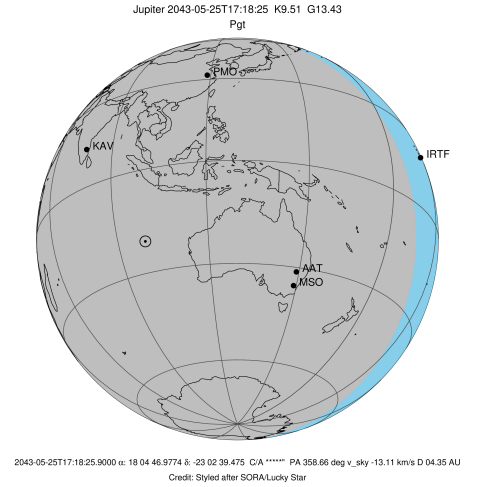 Jupiter 2043-05-25T17:18:25 K9.51 G13.43
Pgt
PMO
KAV
IRTF
AAT
MSO
2043-05-25T17:18:25.9000 α: 18 04 46.9774 δ: -23 02 39.475 C/A *****" PA 358.66 deg v_sky -13.11 km/s D 04.35 AU
Credit: Styled after SORA/Lucky Star